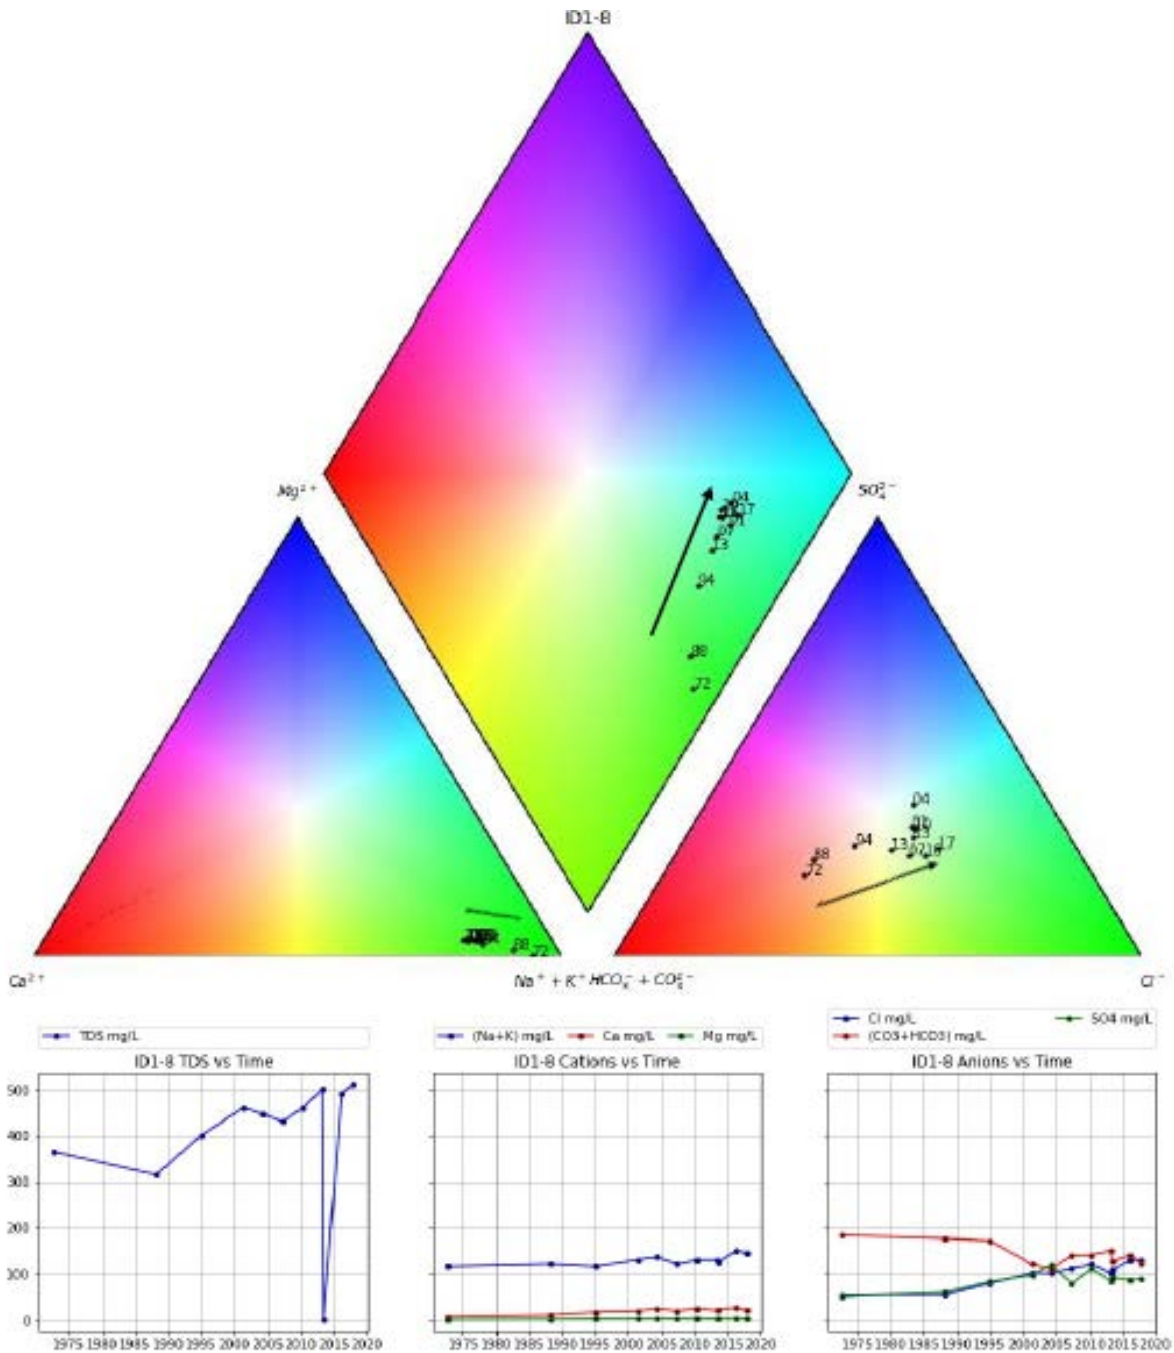 ID1-8
Mg²⁺
SO₄²⁻
04
17
13
94
88
72
04
94
13
17
88
72
88
72
Ca²⁺
Na⁺ + K⁺
HCO₃⁻ + CO₃²⁻
Cl⁻
TDS mg/L
(Na+K) mg/L
Ca mg/L
Mg mg/L
Cl mg/L
SO4 mg/L
(CO3+HCO3) mg/L
ID1-8 TDS vs Time
ID1-8 Cations vs Time
ID1-8 Anions vs Time
500
400
300
200
100
0
1975 1980 1985 1990 1995 2000 2005 2010 2015 2020
1975 1980 1985 1990 1995 2000 2005 2010 2015 2020
1975 1980 1985 1990 1995 2000 2005 2010 2015 2020